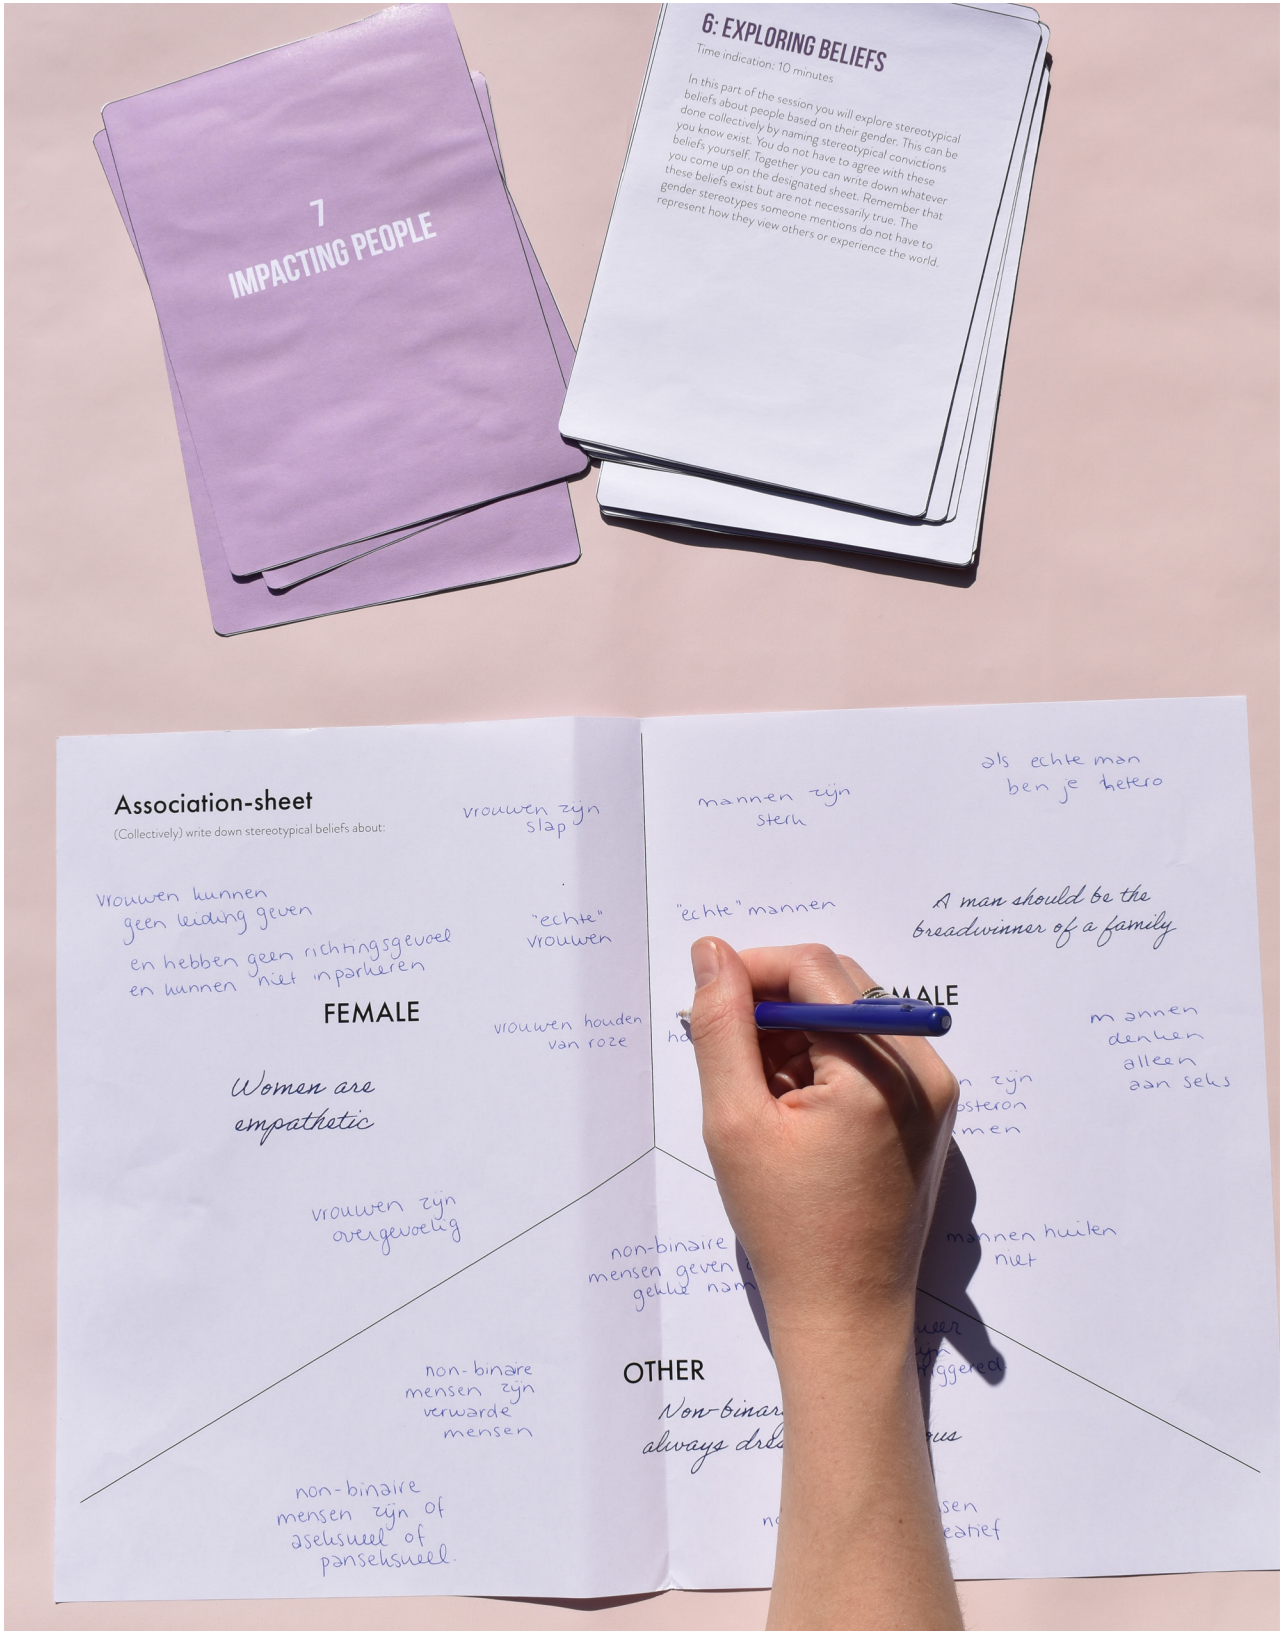 7
IMPACTING PEOPLE
6: EXPLORING BELIEFS
Time indication: 10 minutes
In this part of the session you will explore stereotypical
beliefs about people based on their gender. This can be
done collectively by naming stereotypical convictions
you know exist. You do not have to agree with these
beliefs yourself. Together you can write down whatever
you come up on the designated sheet. Remember that
these beliefs exist but are not necessarily true. The
gender stereotypes someone mentions do not have to
represent how they view others or experience the world.
Association-sheet
(Collectively) write down stereotypical beliefs about:
vrouwen zijn
slap
vrouwen kunnen
geen leiding geven
en hebben geen richtingsgevoel
en kunnen niet inparkeren
"echte"
vrouwen
FEMALE
vrouwen houden
van roze
Women are
empathetic
vrouwen zijn
overgevoelig
mannen zijn
sterk
als echte man
ben je hetero
"echte" mannen
A man should be the
breadwinner of a family
MALE
mannen
denken
alleen
aan seks
zijn
mannen huilen
niet
non-binaire
mensen geven
gekke
OTHER
always
non-binaire
mensen zijn
verwarde
mensen
non-binaire
mensen zijn of
aseksueel of
panseksueel.